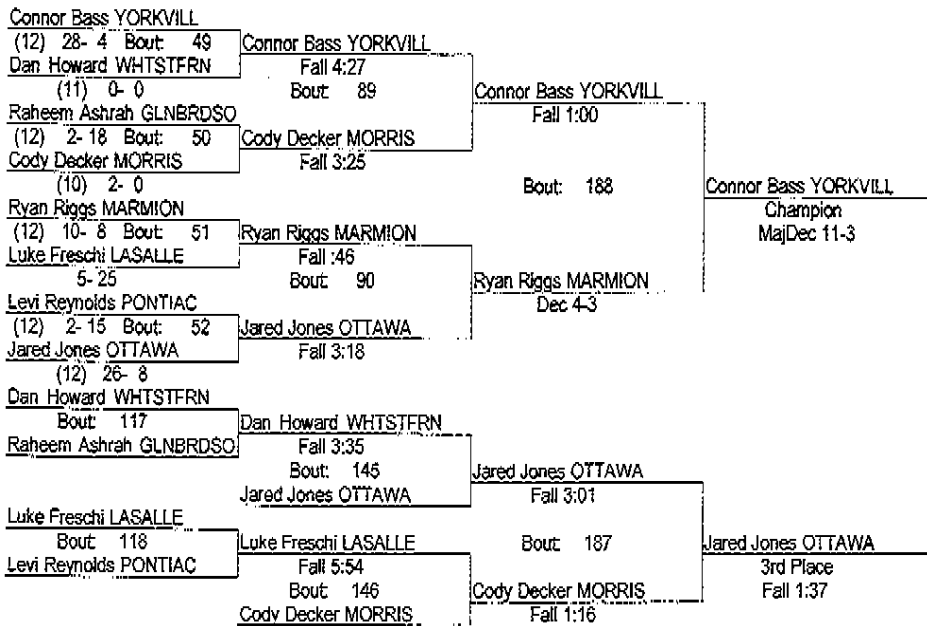 Connor Bass YORKVILL
(12) 28- 4 Bout: 49
Dan Howard WHTSTFRN
(11) 0- 0
Raheem Ashrah GLNBRDSO
(12) 2- 18 Bout: 50
Cody Decker MORRIS
(10) 2- 0
Ryan Riggs MARMION
(12) 10- 8 Bout: 51
Luke Freschi LASALLE
5- 25
Levi Reynolds PONTIAC
(12) 2- 15 Bout: 52
Jared Jones OTTAWA
(12) 26- 8
Connor Bass YORKVILL
Fall 4:27
Bout: 89
Cody Decker MORRIS
Fall 3:25
Ryan Riggs MARMION
Fall :46
Bout: 90
Jared Jones OTTAWA
Fall 3:18
Connor Bass YORKVILL
Fall 1:00
Bout: 188
Ryan Riggs MARMION
Dec 4-3
Connor Bass YORKVILL
Champion
MajDec 11-3
Dan Howard WHTSTFRN
Bout: 117
Raheem Ashrah GLNBRDSO
Luke Freschi LASALLE
Bout: 118
Levi Reynolds PONTIAC
Dan Howard WHTSTFRN
Fall 3:35
Bout: 145
Jared Jones OTTAWA
Luke Freschi LASALLE
Fall 5:54
Bout: 146
Cody Decker MORRIS
Jared Jones OTTAWA
Fall 3:01
Bout: 187
Cody Decker MORRIS
Fall 1:16
Jared Jones OTTAWA
3rd Place
Fall 1:37